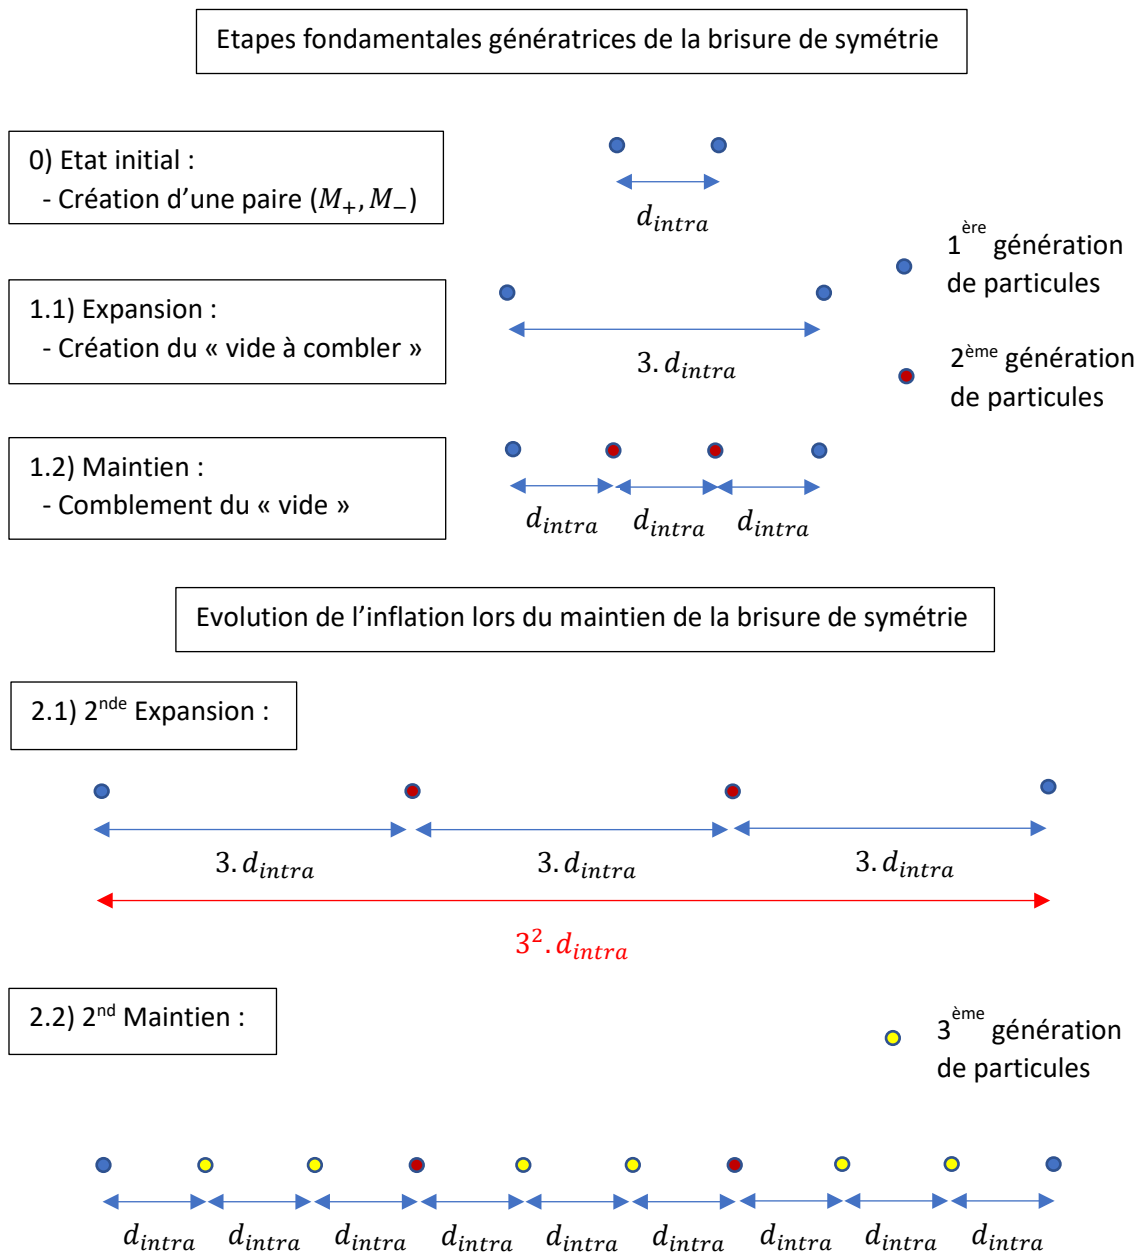 Etapes fondamentales génératrices de la brisure de symétrie
0) Etat initial :
- Création d’une paire (M₊, M₋)
d_intra
1ère génération
de particules
1.1) Expansion :
- Création du « vide à combler »
3. d_intra
2ème génération
de particules
1.2) Maintien :
- Comblement du « vide »
d_intra d_intra d_intra
Evolution de l’inflation lors du maintien de la brisure de symétrie
2.1) 2nde Expansion :
3. d_intra 3. d_intra 3. d_intra
3². d_intra
2.2) 2nd Maintien :
3ème génération
de particules
d_intra d_intra d_intra d_intra d_intra d_intra d_intra d_intra d_intra